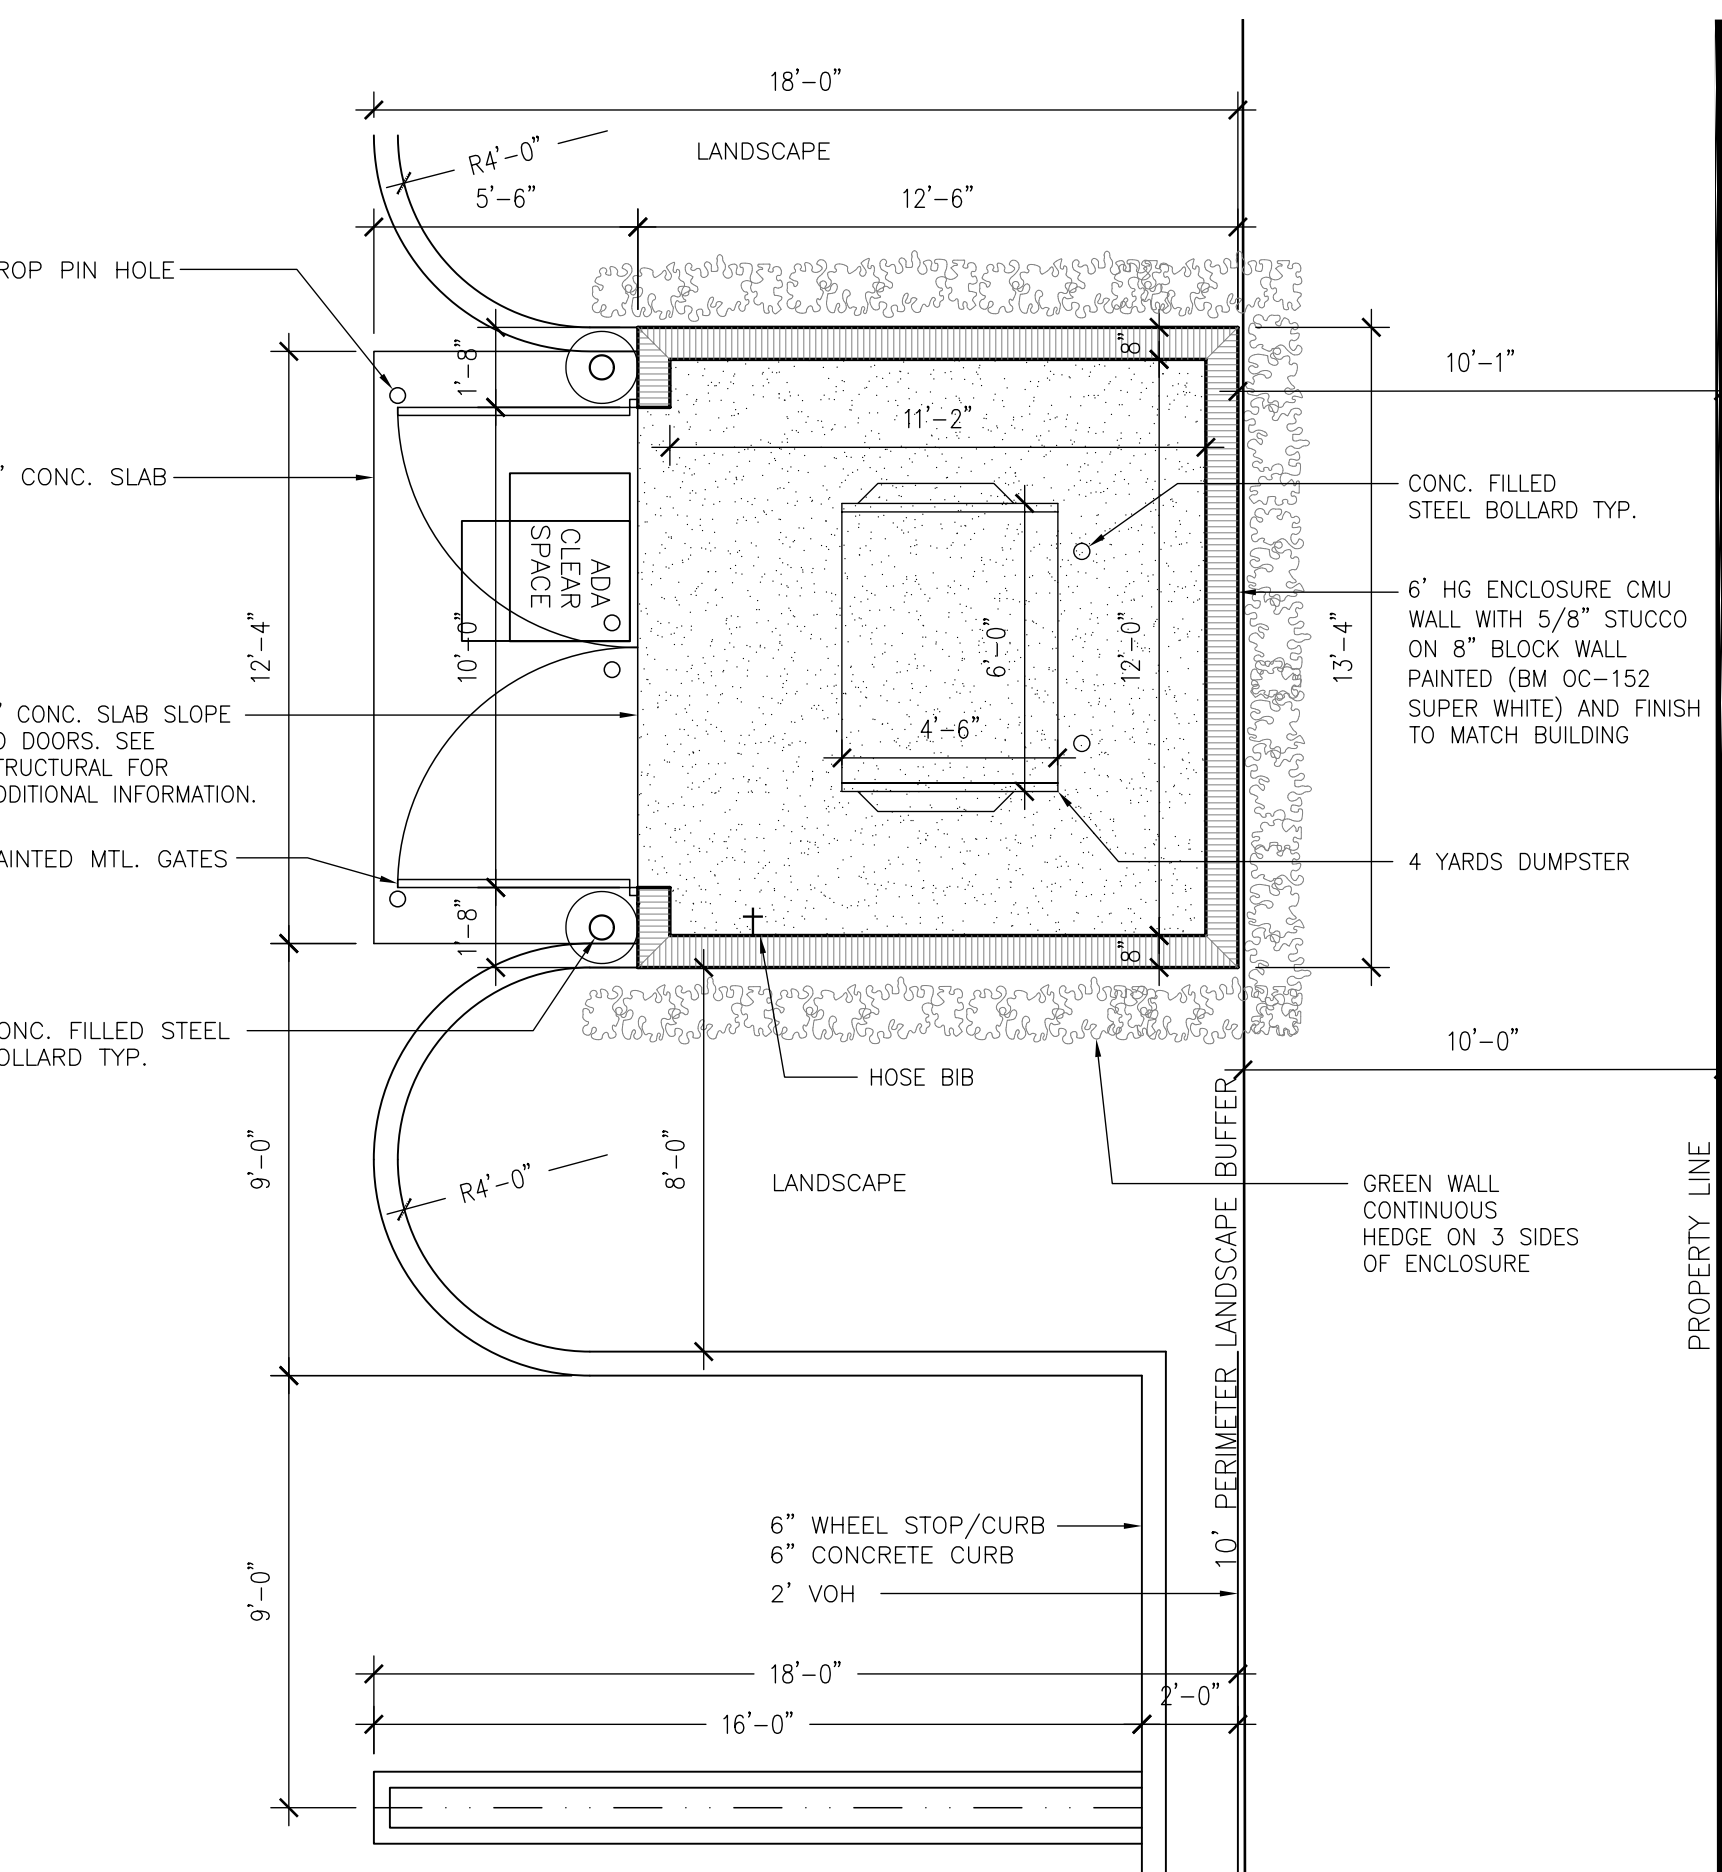 18'-0"
R4'-0"
LANDSCAPE
5'-6"
12'-6"
ROP PIN HOLE
1'-8"
8"
10'-1"
11'-2"
' CONC. SLAB
CONC. FILLED
STEEL BOLLARD TYP.
ADA
CLEAR
SPACE
6' HG ENCLOSURE CMU
WALL WITH 5/8" STUCCO
ON 8" BLOCK WALL
PAINTED (BM OC-152
SUPER WHITE) AND FINISH
TO MATCH BUILDING
12'-4"
10'-0"
6'-0"
12'-0"
13'-4"
' CONC. SLAB SLOPE
O DOORS. SEE
TRUCTURAL FOR
DDITIONAL INFORMATION.
4'-6"
AINTED MTL. GATES
4 YARDS DUMPSTER
1'-8"
8"
ONC. FILLED STEEL
OLLARD TYP.
10'-0"
HOSE BIB
9'-0"
R4'-0"
8'-0"
LANDSCAPE
10' PERIMETER LANDSCAPE BUFFER
GREEN WALL
CONTINUOUS
HEDGE ON 3 SIDES
OF ENCLOSURE
PROPERTY LINE
6" WHEEL STOP/CURB
6" CONCRETE CURB
2' VOH
9'-0"
18'-0"
2'-0"
16'-0"